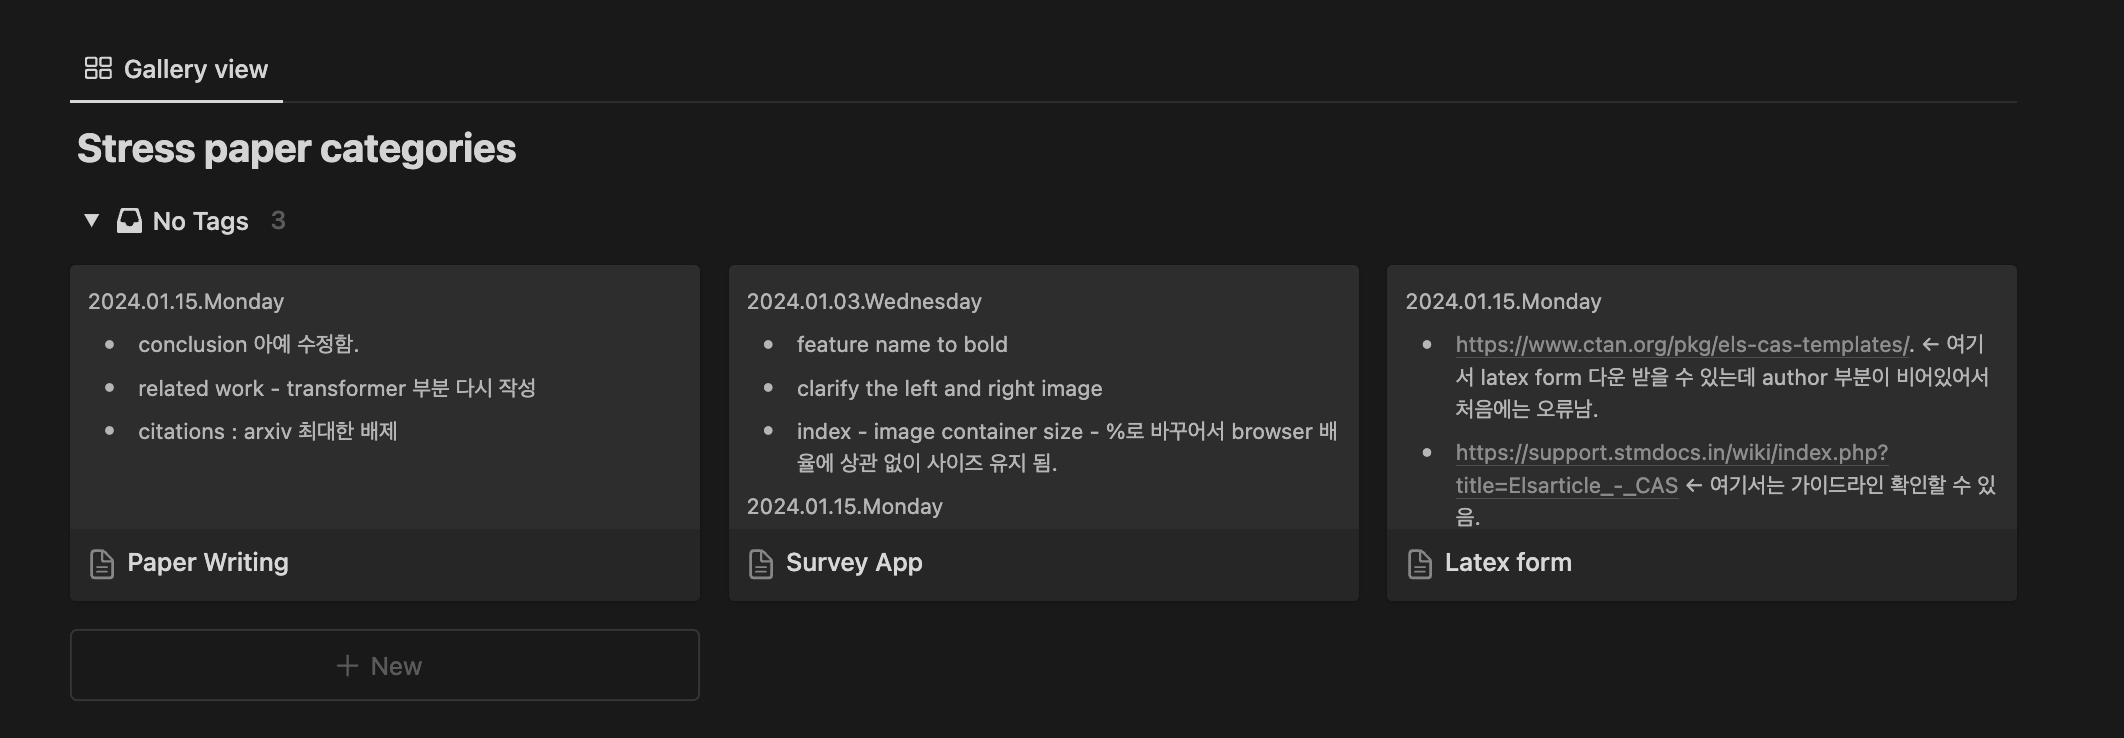 Gallery view
Stress paper categories
No Tags 3
2024.01.15.Monday
• conclusion 아예 수정함.
• related work - transformer 부분 다시 작성
• citations : arxiv 최대한 배제
Paper Writing
2024.01.03.Wednesday
• feature name to bold
• clarify the left and right image
• index - image container size - %로 바꾸어서 browser 배
율에 상관 없이 사이즈 유지 됨.
2024.01.15.Monday
Survey App
2024.01.15.Monday
• https://www.ctan.org/pkg/els-cas-templates/. ← 여기
서 latex form 다운 받을 수 있는데 author 부분이 비어있어서
처음에는 오류남.
• https://support.stmdocs.in/wiki/index.php?
title=Elsarticle_-_CAS ← 여기서는 가이드라인 확인할 수 있
음.
Latex form
+ New